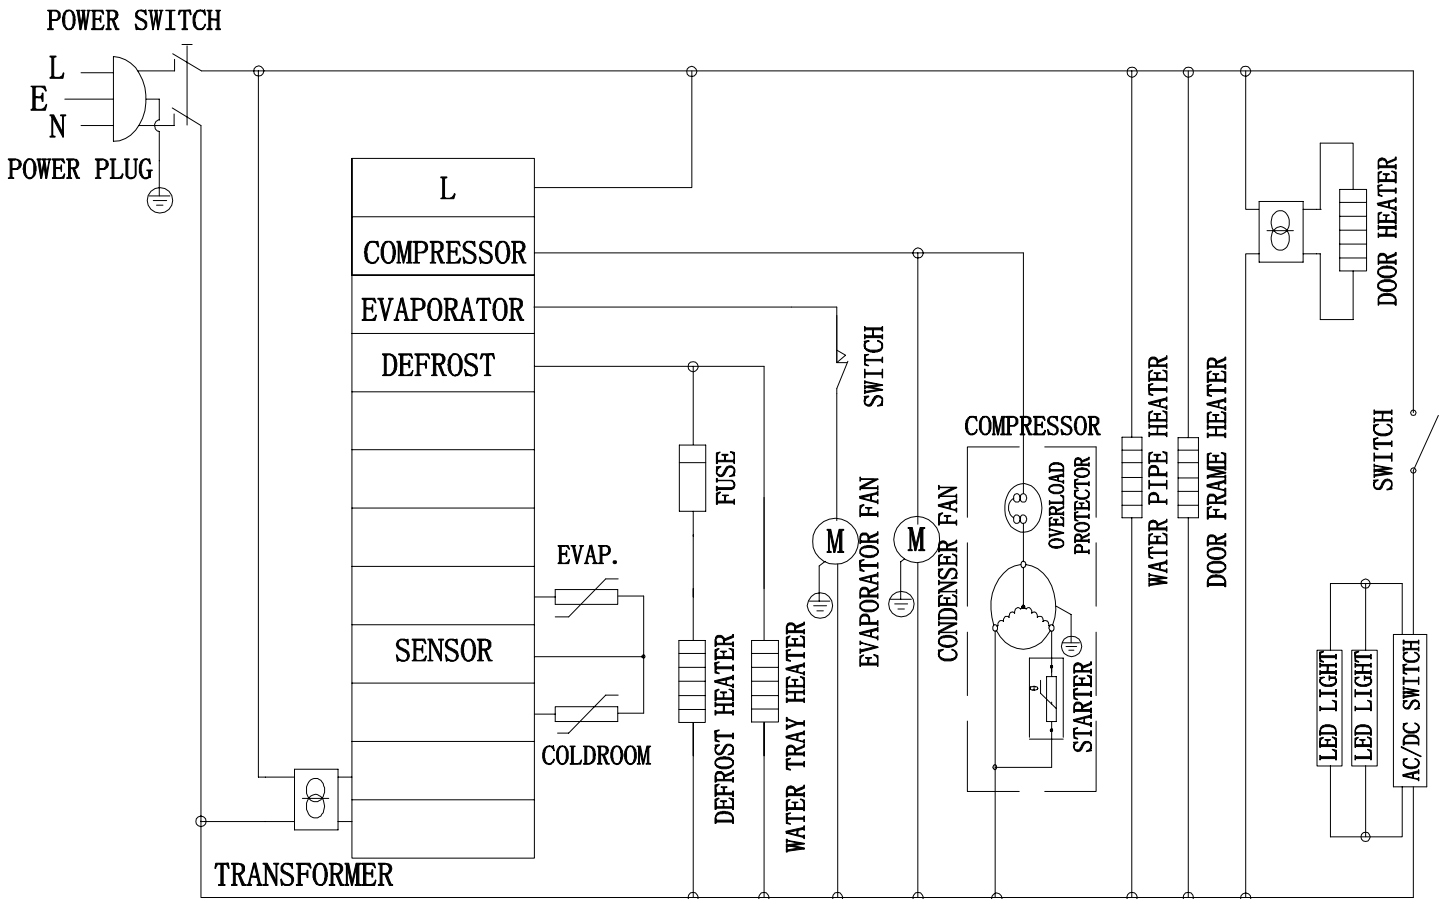 POWER SWITCH
L
E
N
POWER PLUG
L
COMPRESSOR
EVAPORATOR
DEFROST
SENSOR
EVAP.
COLDROOM
TRANSFORMER
FUSE
DEFROST HEATER
WATER TRAY HEATER
SWITCH
M
EVAPORATOR FAN
M
CONDENSER FAN
COMPRESSOR
OVERLOAD
PROTECTOR
θ
STARTER
WATER PIPE HEATER
DOOR FRAME HEATER
DOOR HEATER
SWITCH
LED LIGHT
LED LIGHT
AC/DC SWITCH